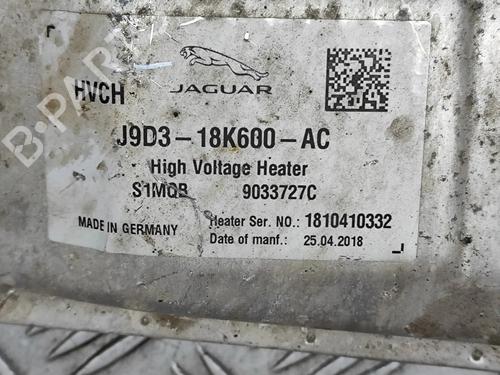 HVCH
JAGUAR
J9D3-18K600-AC
High Voltage Heater
S1MQB 9033727C
MADE IN GERMANY
Heater Ser. NO.: 1810410332
Date of manf.: 25.04.2018
B-PARTS